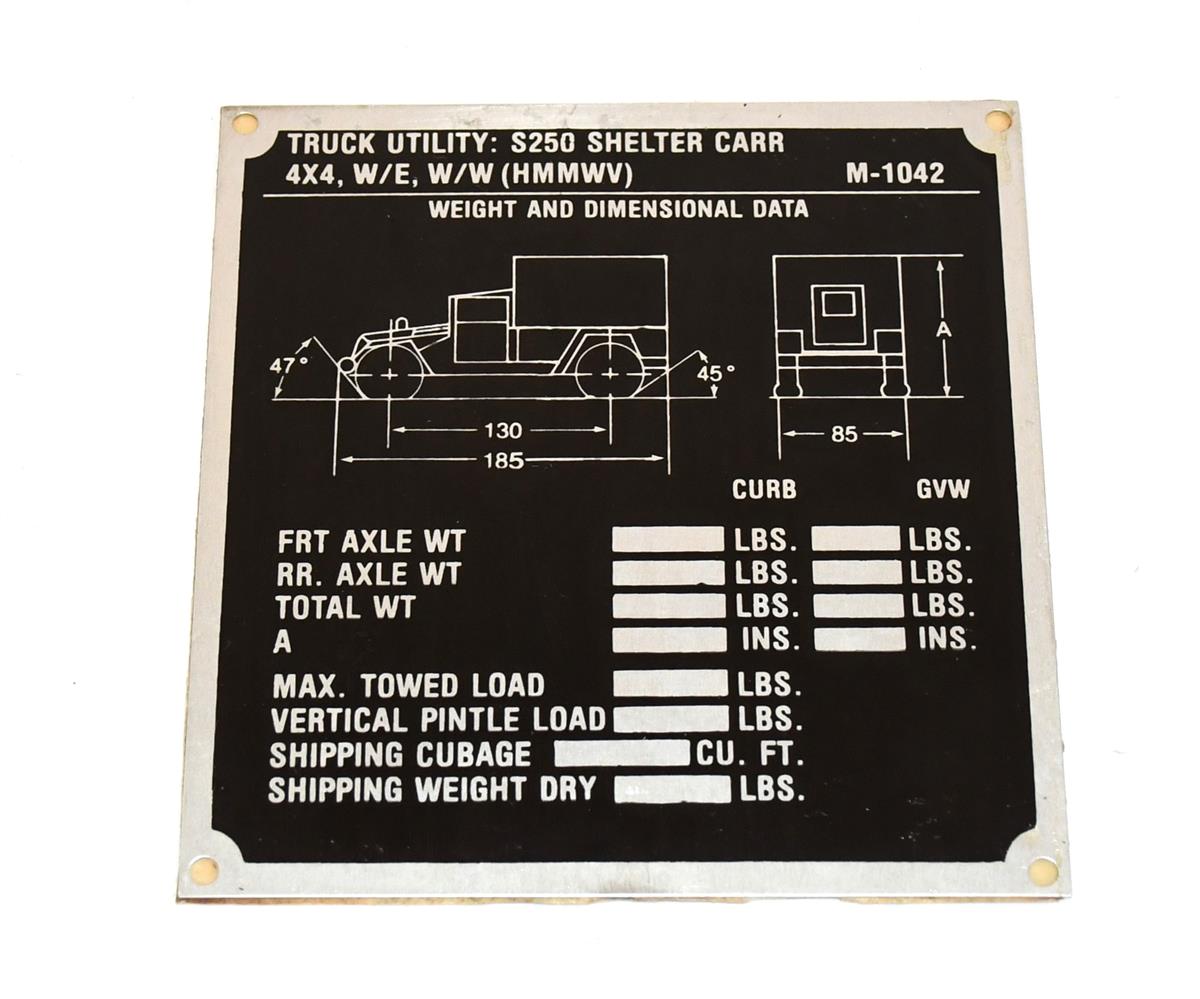 TRUCK UTILITY: S250 SHELTER CARR
4X4, W/E, W/W (HMMWV) M-1042
WEIGHT AND DIMENSIONAL DATA
47° 45° A
130 85
185
CURB GVW
FRT AXLE WT LBS. LBS.
RR. AXLE WT LBS. LBS.
TOTAL WT LBS. LBS.
A INS. INS.
MAX. TOWED LOAD LBS.
VERTICAL PINTLE LOAD LBS.
SHIPPING CUBAGE CU. FT.
SHIPPING WEIGHT DRY LBS.